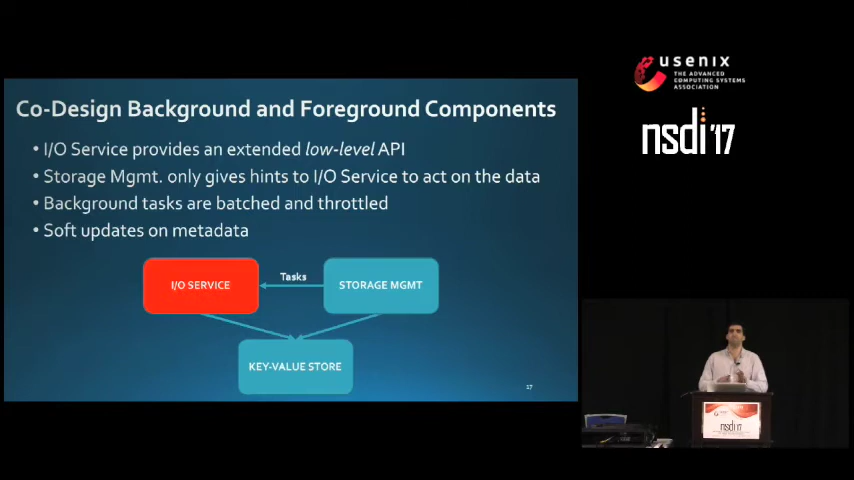 Co-Design Background and Foreground Components
• I/O Service provides an extended low-level API
• Storage Mgmt. only gives hints to I/O Service to act on the data
• Background tasks are batched and throttled
• Soft updates on metadata
Tasks
I/O SERVICE
STORAGE MGMT
KEY-VALUE STORE
17
usenix
THE ADVANCED
COMPUTING SYSTEMS
ASSOCIATION
nsdi '17
nsdi '17